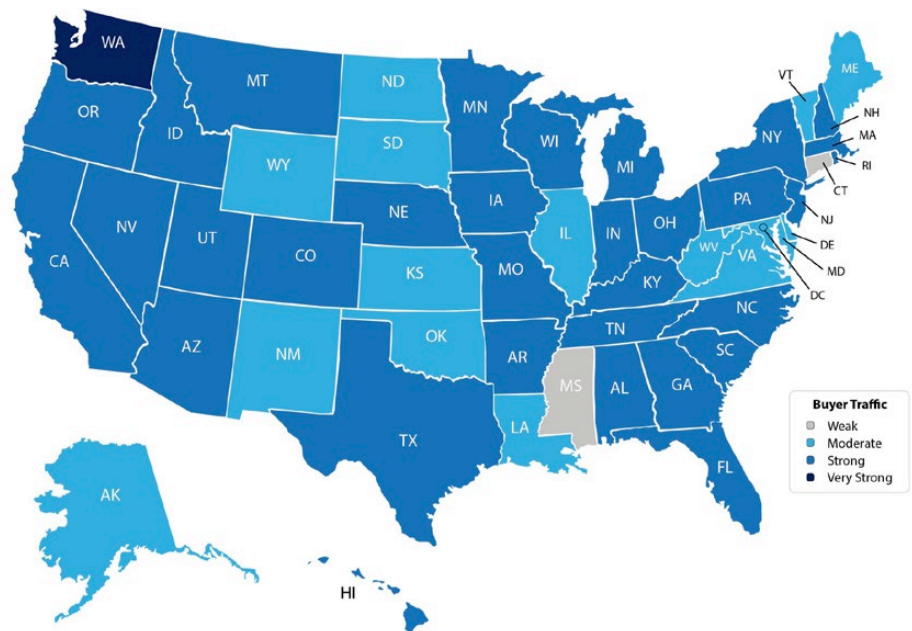 WA
MT
ND
MN
VT
ME
OR
ID
SD
WI
MI
NY
NH
MA
WY
RI
CT
NE
IA
PA
NJ
NV
UT
CO
IL
IN
OH
WV
VA
DE
MD
DC
CA
KS
MO
KY
NC
AZ
NM
OK
AR
TN
SC
MS
AL
GA
TX
LA
FL
Buyer Traffic
Weak
Moderate
Strong
Very Strong
AK
HI